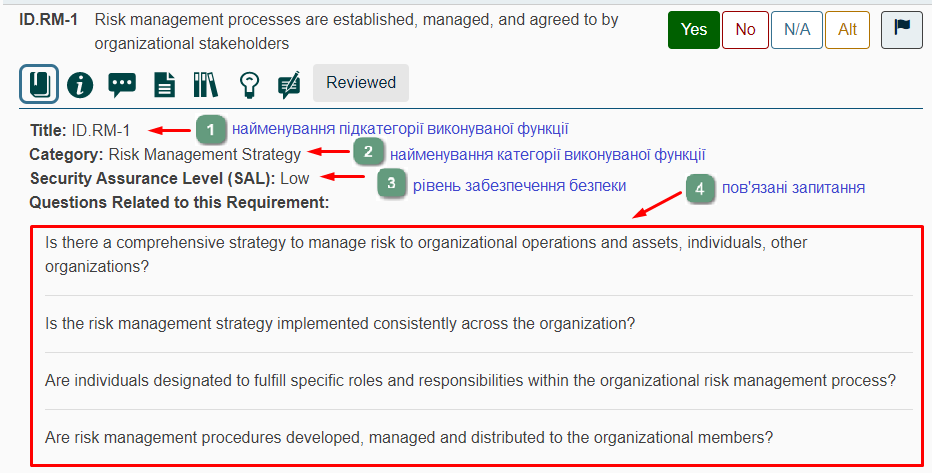 ID.RM-1 Risk management processes are established, managed, and agreed to by
organizational stakeholders
Yes No N/A Alt
Reviewed
Title: ID.RM-1 1 найменування підкатегорії виконуваної функції
Category: Risk Management Strategy 2 найменування категорії виконуваної функції
Security Assurance Level (SAL): Low 3 рівень забезпечення безпеки 4 пов'язані запитання
Questions Related to this Requirement:
Is there a comprehensive strategy to manage risk to organizational operations and assets, individuals, other
organizations?
Is the risk management strategy implemented consistently across the organization?
Are individuals designated to fulfill specific roles and responsibilities within the organizational risk management process?
Are risk management procedures developed, managed and distributed to the organizational members?